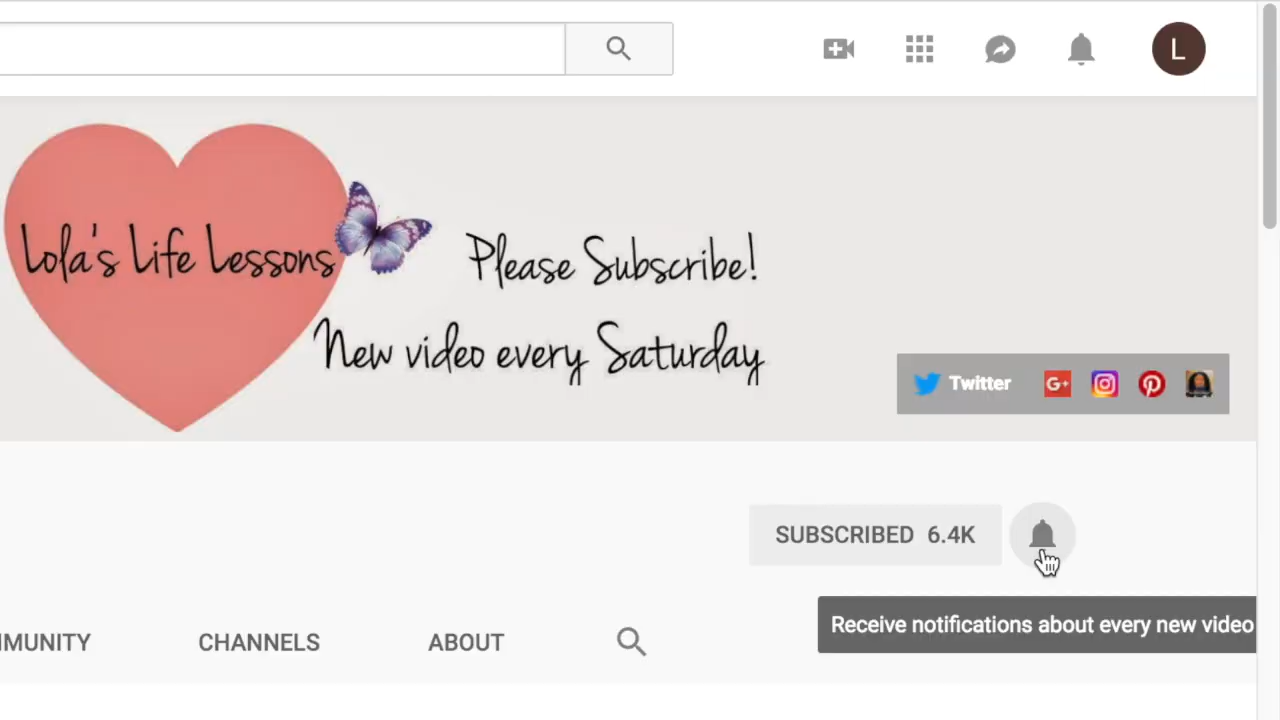 L
Lola's Life Lessons
Please Subscribe!
New video every Saturday
Twitter
G+
SUBSCRIBED 6.4K
Receive notifications about every new video
MUNITY CHANNELS ABOUT